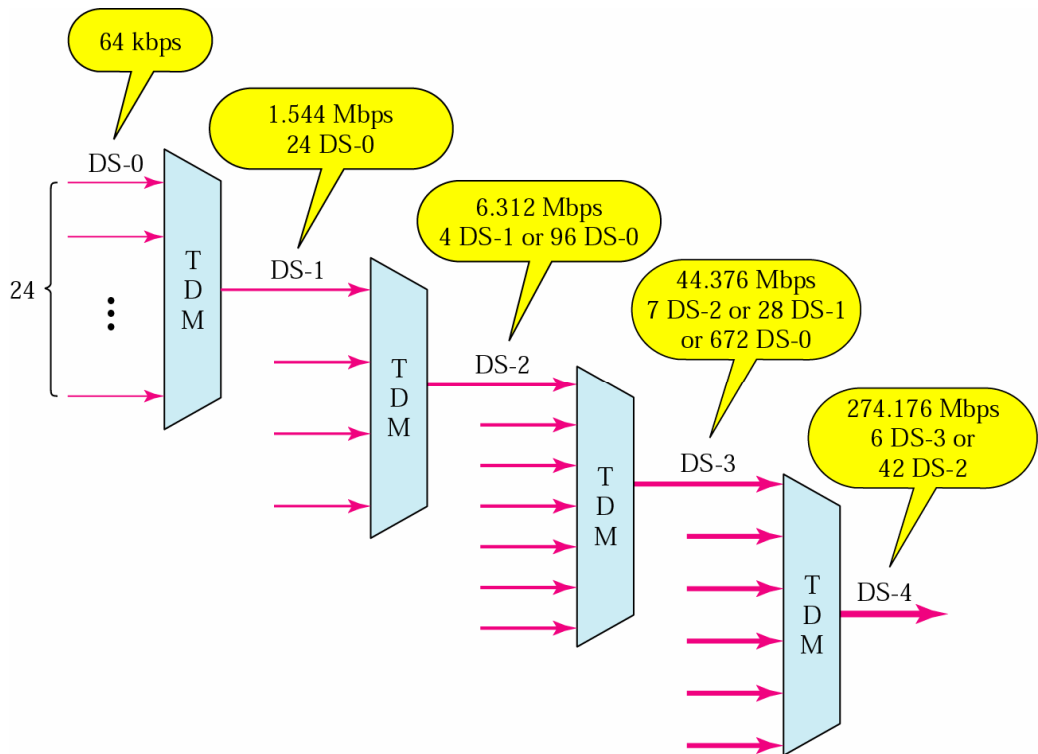 64 kbps
1.544 Mbps
24 DS-0
DS-0
6.312 Mbps
4 DS-1 or 96 DS-0
24
T
D
M
DS-1
44.376 Mbps
7 DS-2 or 28 DS-1
or 672 DS-0
T
D
M
DS-2
274.176 Mbps
6 DS-3 or
42 DS-2
T
D
M
DS-3
T
D
M
DS-4